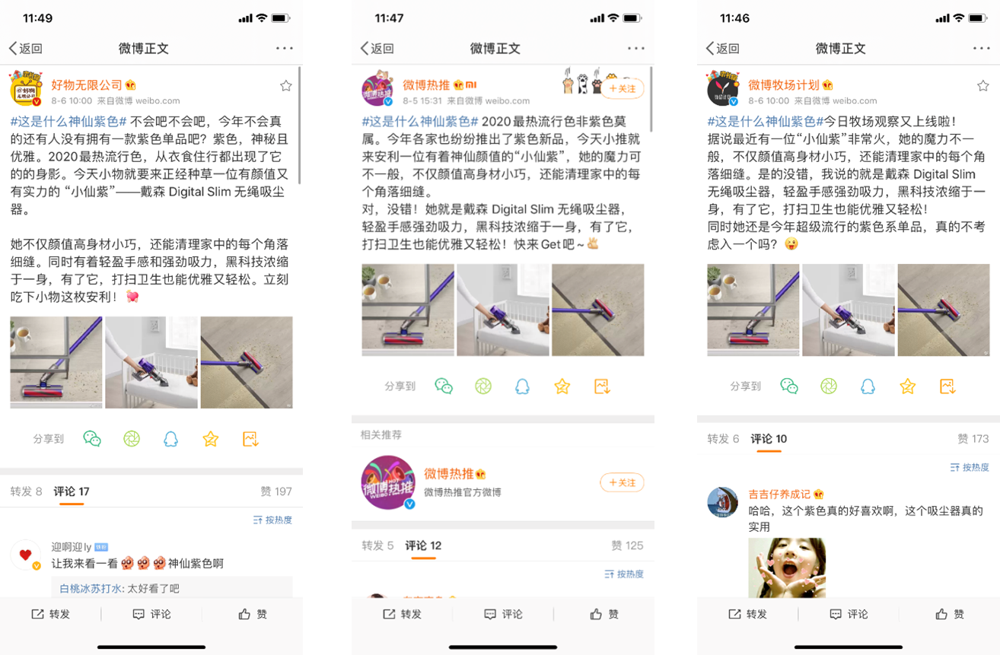 11:49
返回
微博正文
好物无限公司
8-6 10:00 来自微博 weibo.com
#这是什么神仙紫色# 不会吧不会吧，今年不会真
的还有人没有拥有一款紫色单品吧？紫色，神秘且
优雅。2020最热流行色，从衣食住行都出现了它
的的身影。今天小物就要来正经种草一位有颜值又
有实力的 “小仙紫”——戴森 Digital Slim 无绳吸尘
器。
她不仅颜值高身材小巧，还能清理家中的每个角落
细缝。同时有着轻盈手感和强劲吸力，黑科技浓缩
于一身，有了它，打扫卫生也能优雅又轻松。立刻
吃下小物这枚安利！
分享到
转发 8 评论 17 赞 197
按热度
迎啊迎ly
让我来看一看神仙紫色啊
白桃冰苏打水: 太好看了吧
转发 评论 赞
11:47
返回
微博正文
微博热推
+关注
8-5 15:31 来自微博 weibo.com
#这是什么神仙紫色# 2020最热流行色非紫色莫
属。今年各家也纷纷推出了紫色新品，今天小推就
来安利一位有着神仙颜值的“小仙紫”，她的魔力可
不一般，不仅颜值高身材小巧，还能清理家中的每
个角落细缝。
对，没错！她就是戴森 Digital Slim 无绳吸尘器，
轻盈手感强劲吸力，黑科技浓缩于一身，有了它，
打扫卫生也能优雅又轻松！快来Get吧～
分享到
相关推荐
微博热推
微博热推
微博热推官方微博
+关注
转发 5 评论 12 赞 125
按热度
转发 评论 赞
11:46
返回
微博正文
微博牧场计划
8-6 10:00 来自微博 weibo.com
#这是什么神仙紫色#今日牧场观察又上线啦！
据说最近有一位“小仙紫”非常火，她的魔力不一
般，不仅颜值高身材小巧，还能清理家中的每个角
落细缝。是的没错，我说的就是戴森 Digital Slim
无绳吸尘器，轻盈手感强劲吸力，黑科技浓缩于一
身，有了它，打扫卫生也能优雅又轻松！
同时她还是今年超级流行的紫色系单品，真的不考
虑入一个吗？
分享到
转发 6 评论 10 赞 173
按热度
吉吉仔养成记
哈哈，这个紫色真的好喜欢啊，这个吸尘器真的
实用
转发 评论 赞